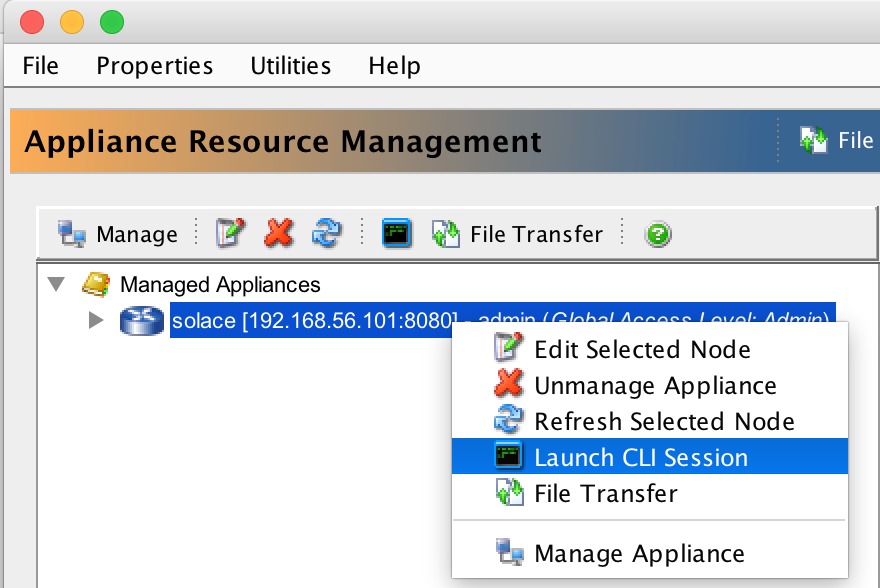 File Properties Utilities Help
Appliance Resource Management File
Manage File Transfer
Managed Appliances
solace [192.168.56.101:8080] - admin (Global Access Level: Admin)
Edit Selected Node
Unmanage Appliance
Refresh Selected Node
Launch CLI Session
File Transfer
Manage Appliance